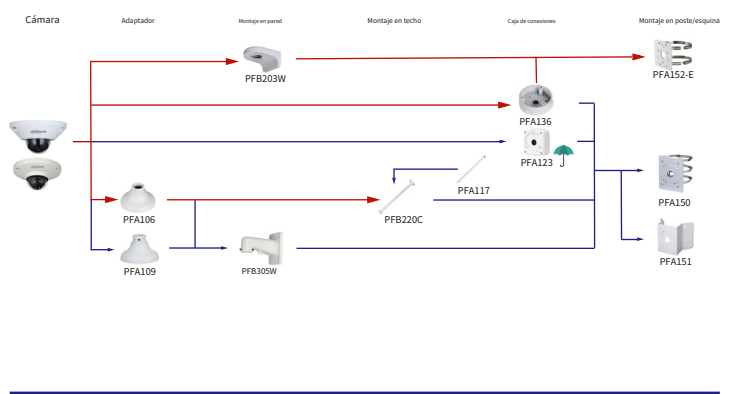 Cámara
Adaptador
Montaje en pared
Montaje en techo
Caja de conexiones
Montaje en poste/esquina
PFB203W
PFA152-E
PFA136
PFA123
PFA117
PFA150
PFA106
PFB220C
PFA109
PFB305W
PFA151